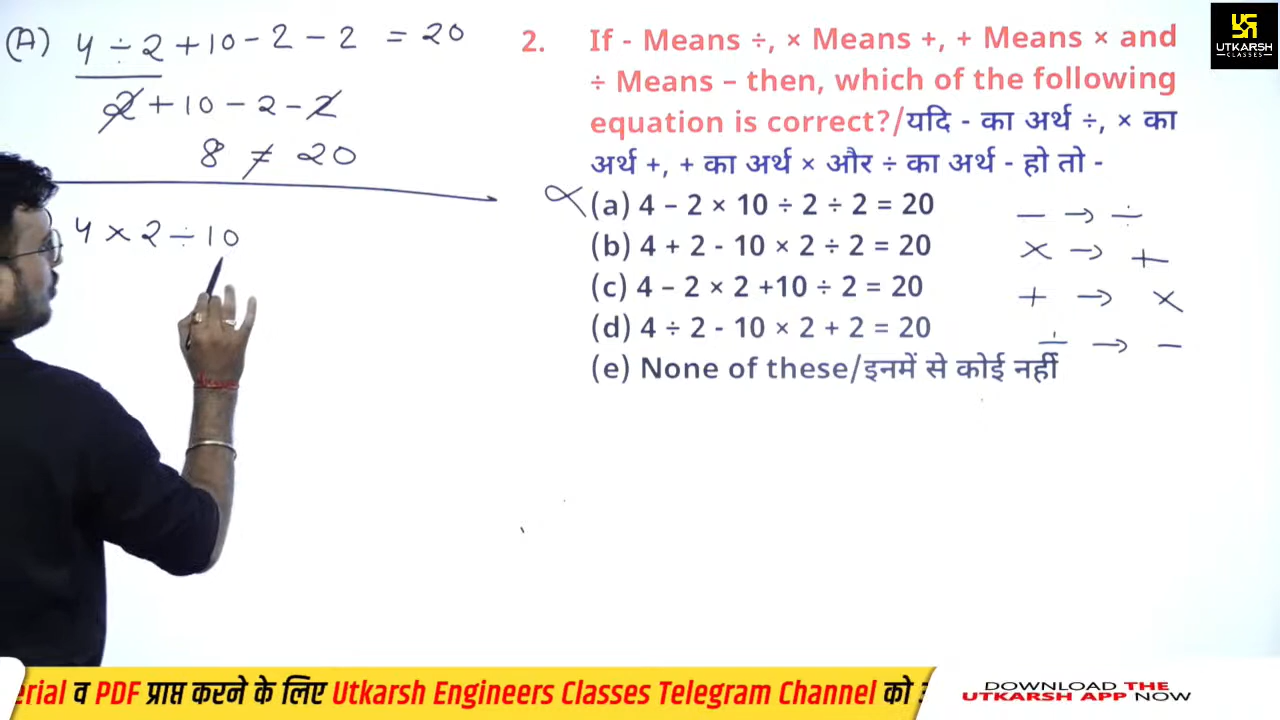 (A) 4 ÷ 2 + 10 - 2 - 2 = 20
2 + 10 - 2 - 2
8 ≠ 20
4 × 2 ÷ 10
2. If - Means ÷, × Means +, + Means × and
÷ Means – then, which of the following
equation is correct?/यदि - का अर्थ ÷, × का
अर्थ +, + का अर्थ × और ÷ का अर्थ - हो तो -
(a) 4 – 2 × 10 ÷ 2 ÷ 2 = 20
(b) 4 + 2 - 10 × 2 ÷ 2 = 20
(c) 4 – 2 × 2 +10 ÷ 2 = 20
(d) 4 ÷ 2 - 10 × 2 + 2 = 20
(e) None of these/इनमें से कोई नहीं
- → ÷
× → +
+ → ×
÷ → -
UTKARSH
CLASSES
erial व PDF प्राप्त करने के लिए Utkarsh Engineers Classes Telegram Channel को
DOWNLOAD THE
UTKARSH APP NOW